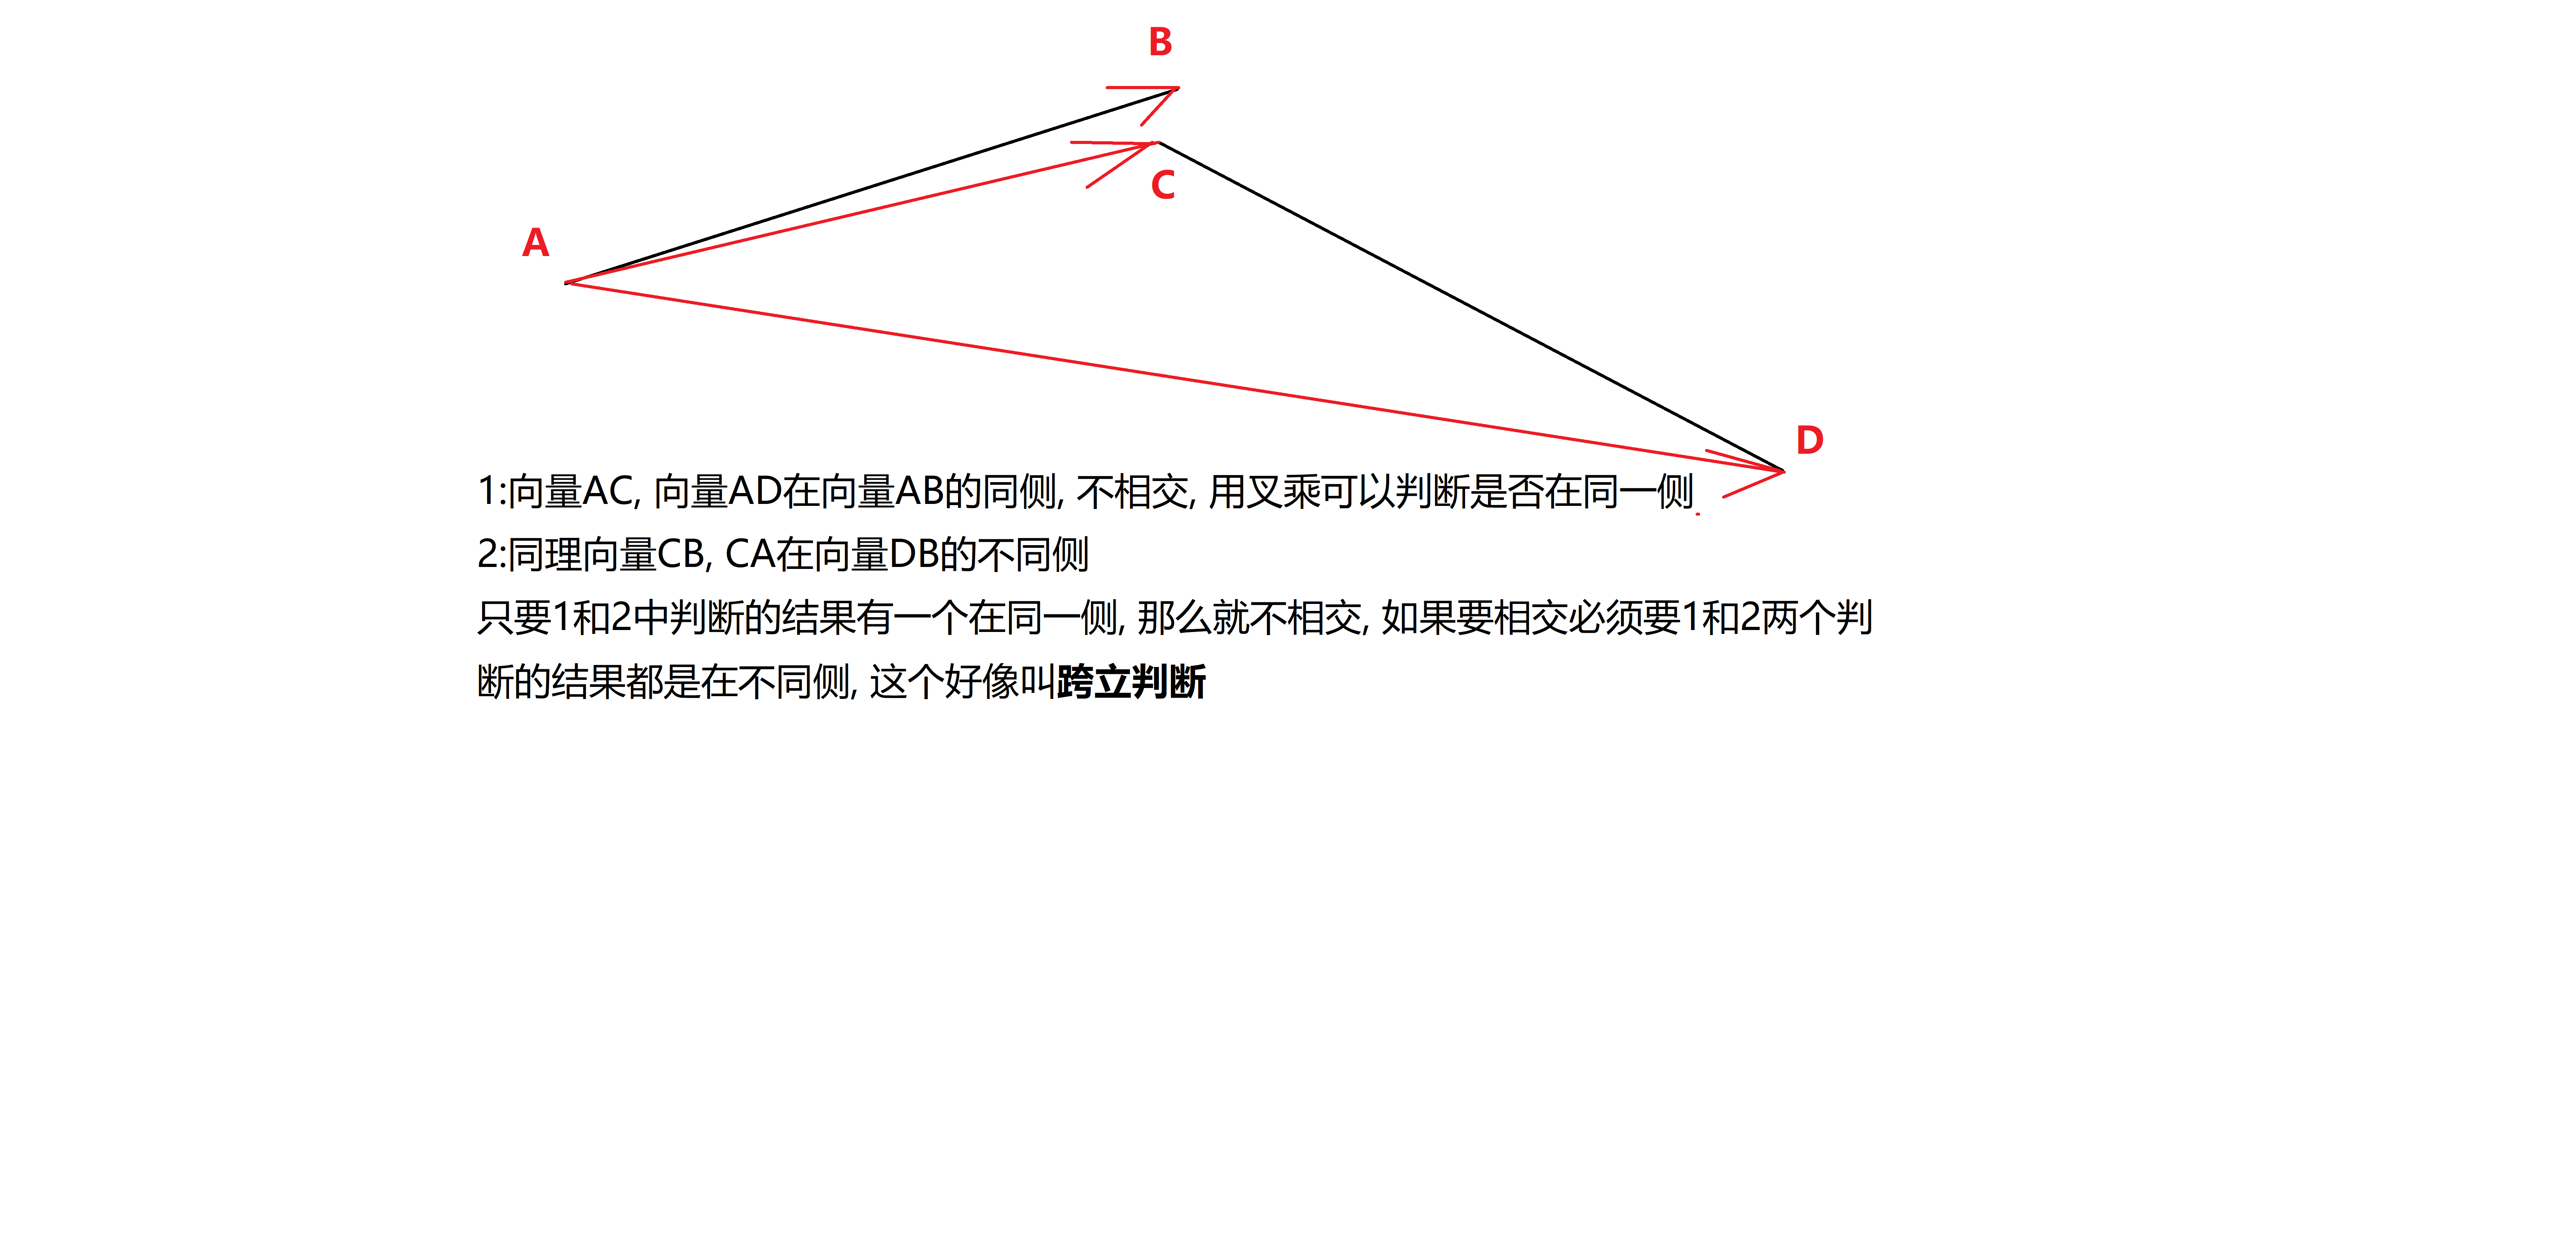 B
C
A
D
1:向量AC, 向量AD在向量AB的同侧, 不相交, 用叉乘可以判断是否在同一侧
2:同理向量CB, CA在向量DB的不同侧
只要1和2中判断的结果有一个在同一侧, 那么就不相交, 如果要相交必须要1和2两个判
断的结果都是在不同侧, 这个好像叫跨立判断